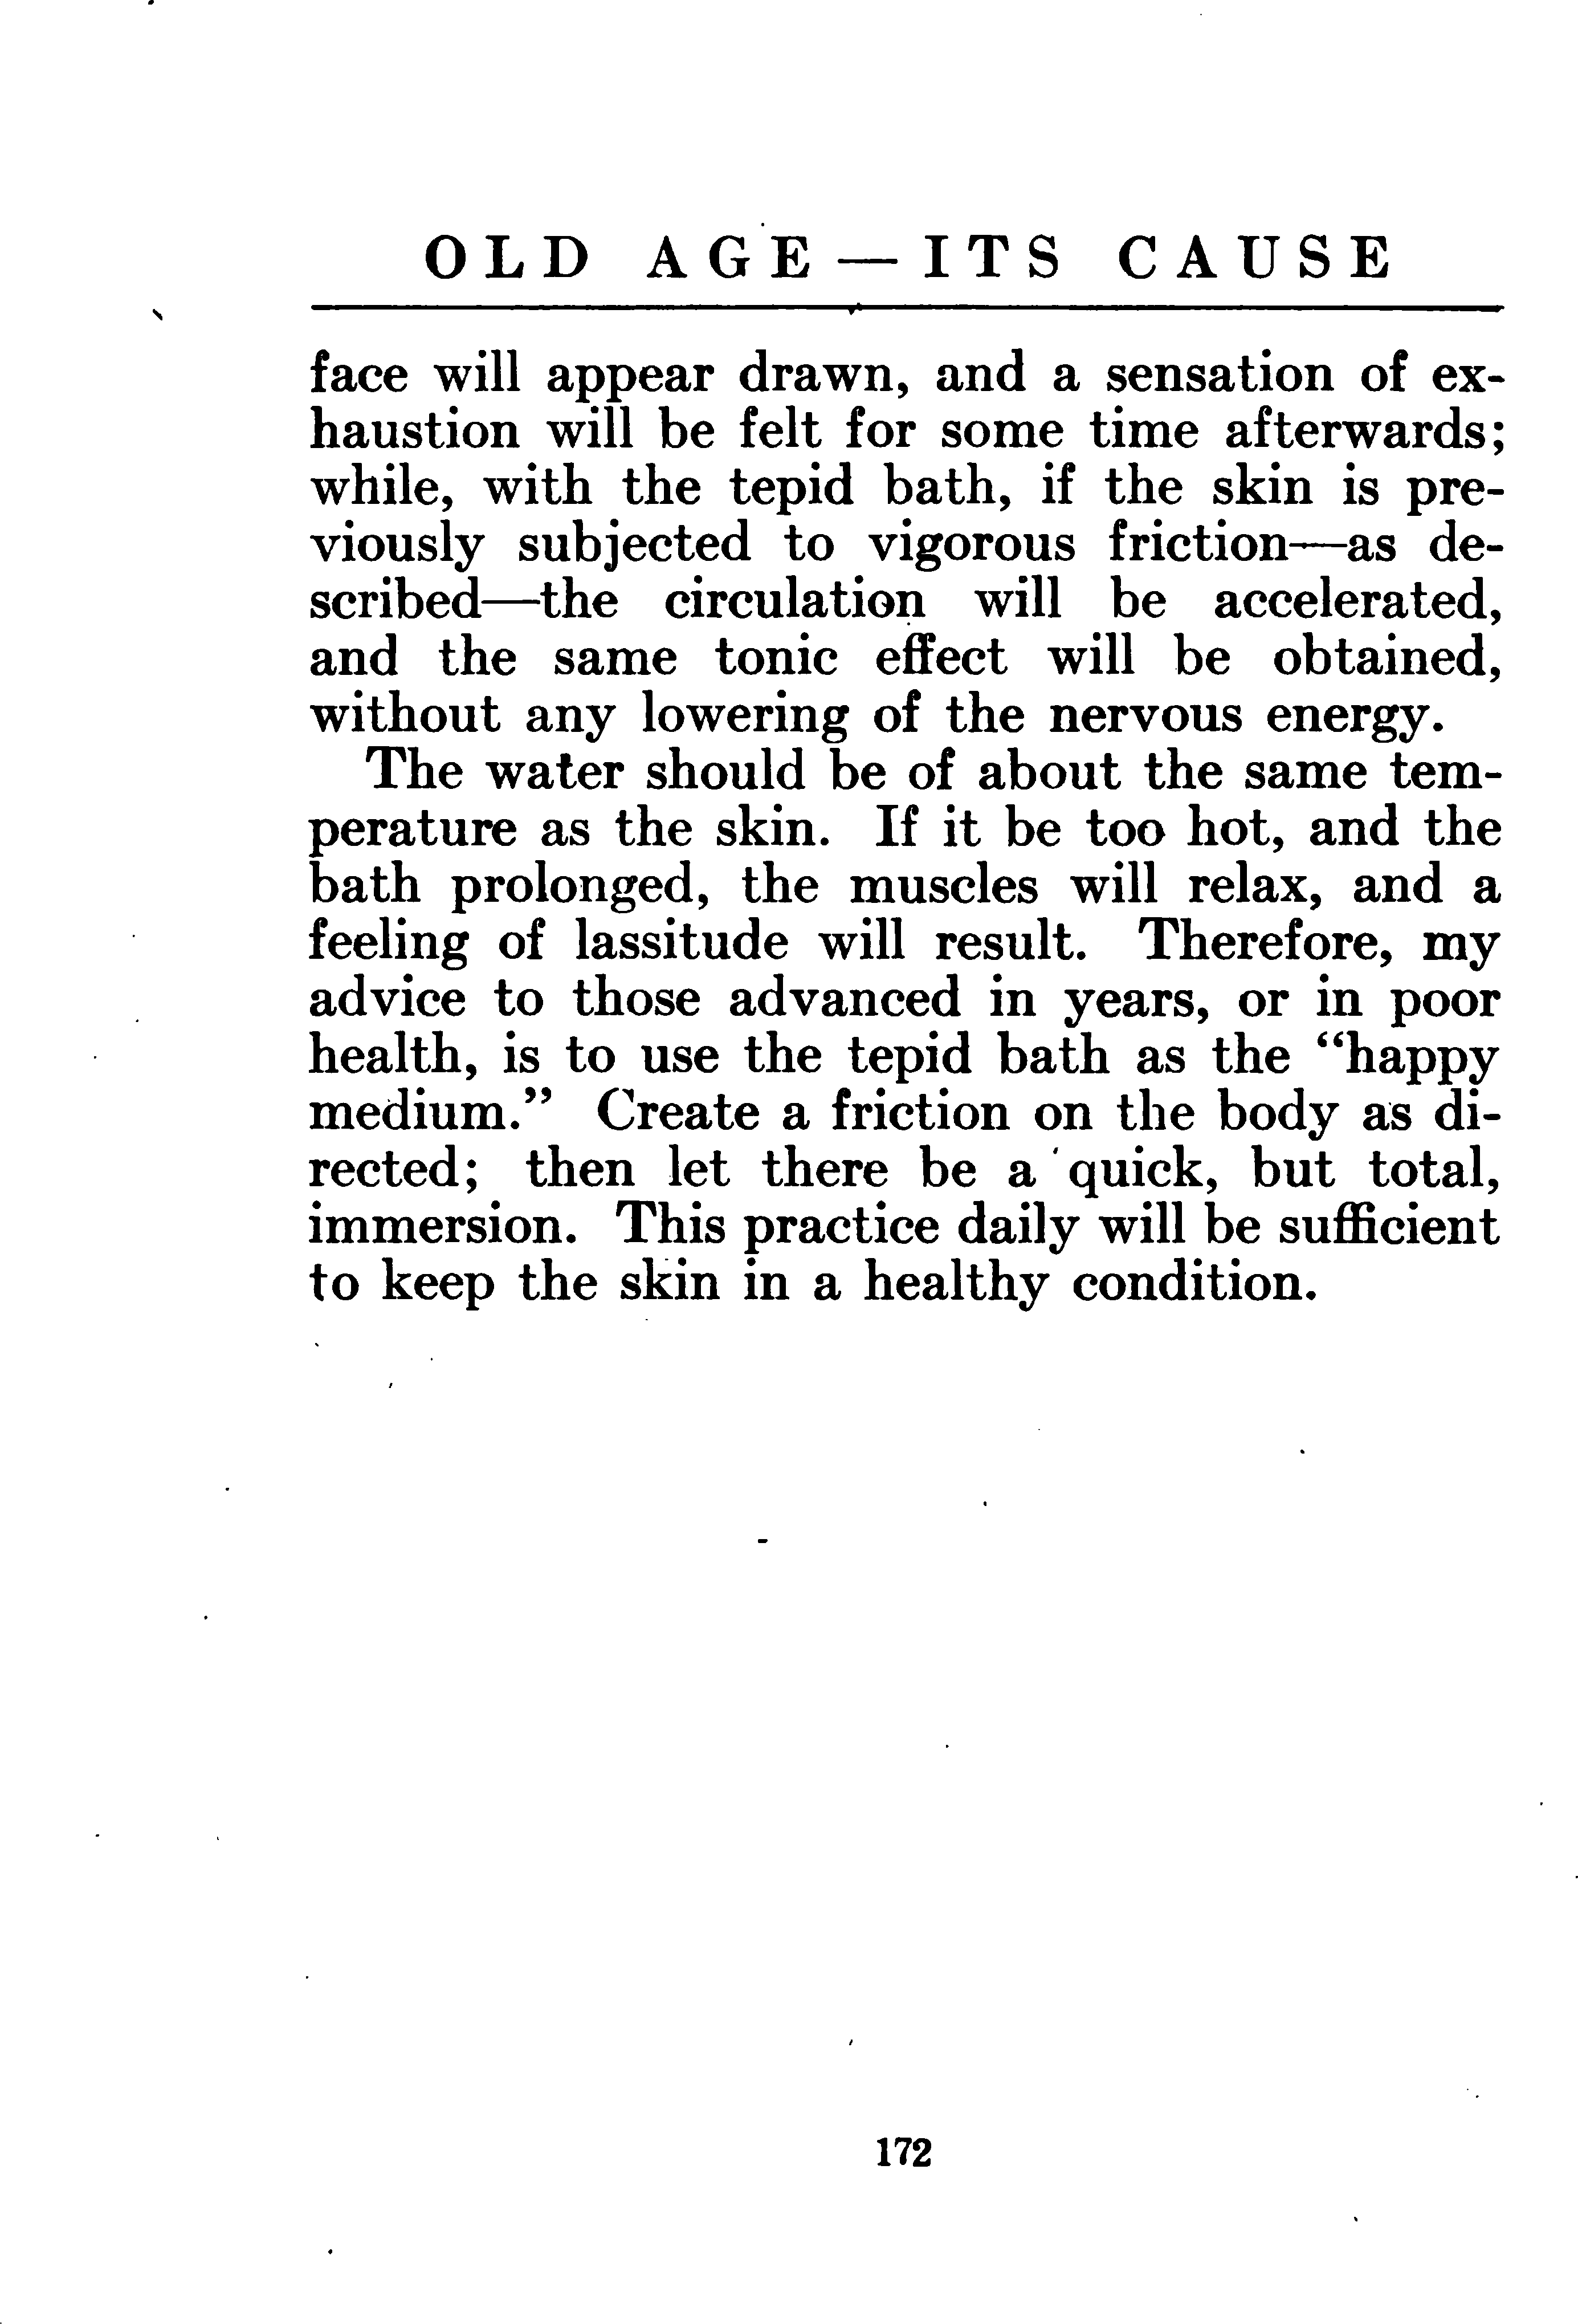 OLD AGE—ITS CAUSE
face will appear drawn, and a sensation of ex-
haustion will be felt for some time afterwards;
while, with the tepid bath, if the skin is pre-
viously subjected to vigorous friction—as de-
scribed—the circulation will be accelerated,
and the same tonic effect will be obtained,
without any lowering of the nervous energy.
The water should be of about the same tem-
perature as the skin. If it be too hot, and the
bath prolonged, the muscles will relax, and a
feeling of lassitude will result. Therefore, my
advice to those advanced in years, or in poor
health, is to use the tepid bath as the “happy
medium.” Create a friction on the body as di-
rected; then let there be a quick, but total,
immersion. This practice daily will be sufficient
to keep the skin in a healthy condition.
172